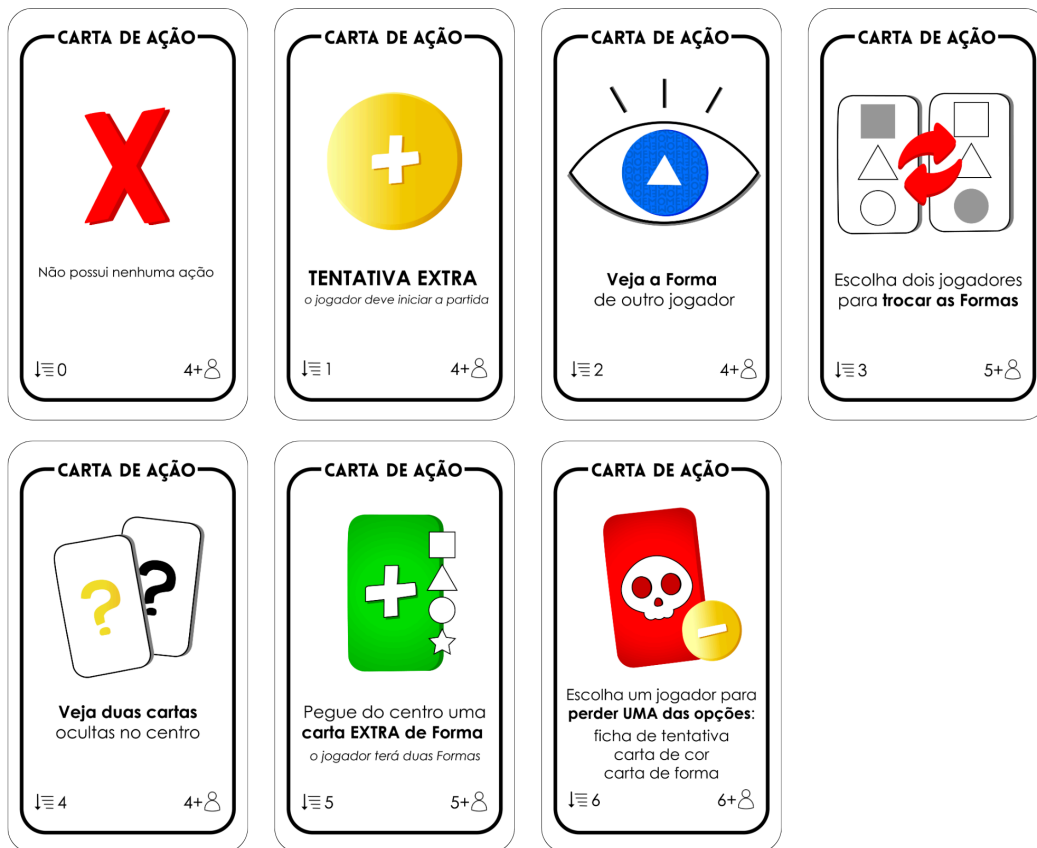 CARTA DE AÇÃO
X
Não possui nenhuma ação
0
4+
CARTA DE AÇÃO
TENTATIVA EXTRA
o jogador deve iniciar a partida
1
4+
CARTA DE AÇÃO
Veja a Forma
de outro jogador
2
4+
CARTA DE AÇÃO
Escolha dois jogadores
para trocar as Formas
3
5+
CARTA DE AÇÃO
?
?
Veja duas cartas
ocultas no centro
4
4+
CARTA DE AÇÃO
Pegue do centro uma
carta EXTRA de Forma
o jogador terá duas Formas
5
5+
CARTA DE AÇÃO
Escolha um jogador para
perder UMA das opções:
ficha de tentativa
carta de cor
carta de forma
6
6+